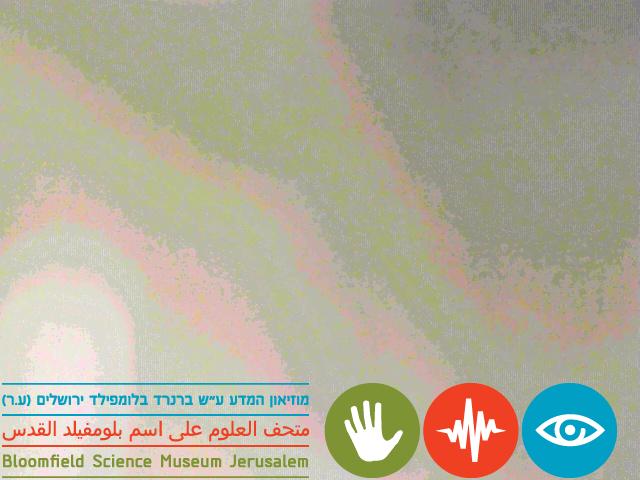 מוזיאון המדע ע״ש ברנרד בלומפילד ירושלים (ע.ר)
متحف العلوم على اسم بلومفيلد القدس
Bloomfield Science Museum Jerusalem